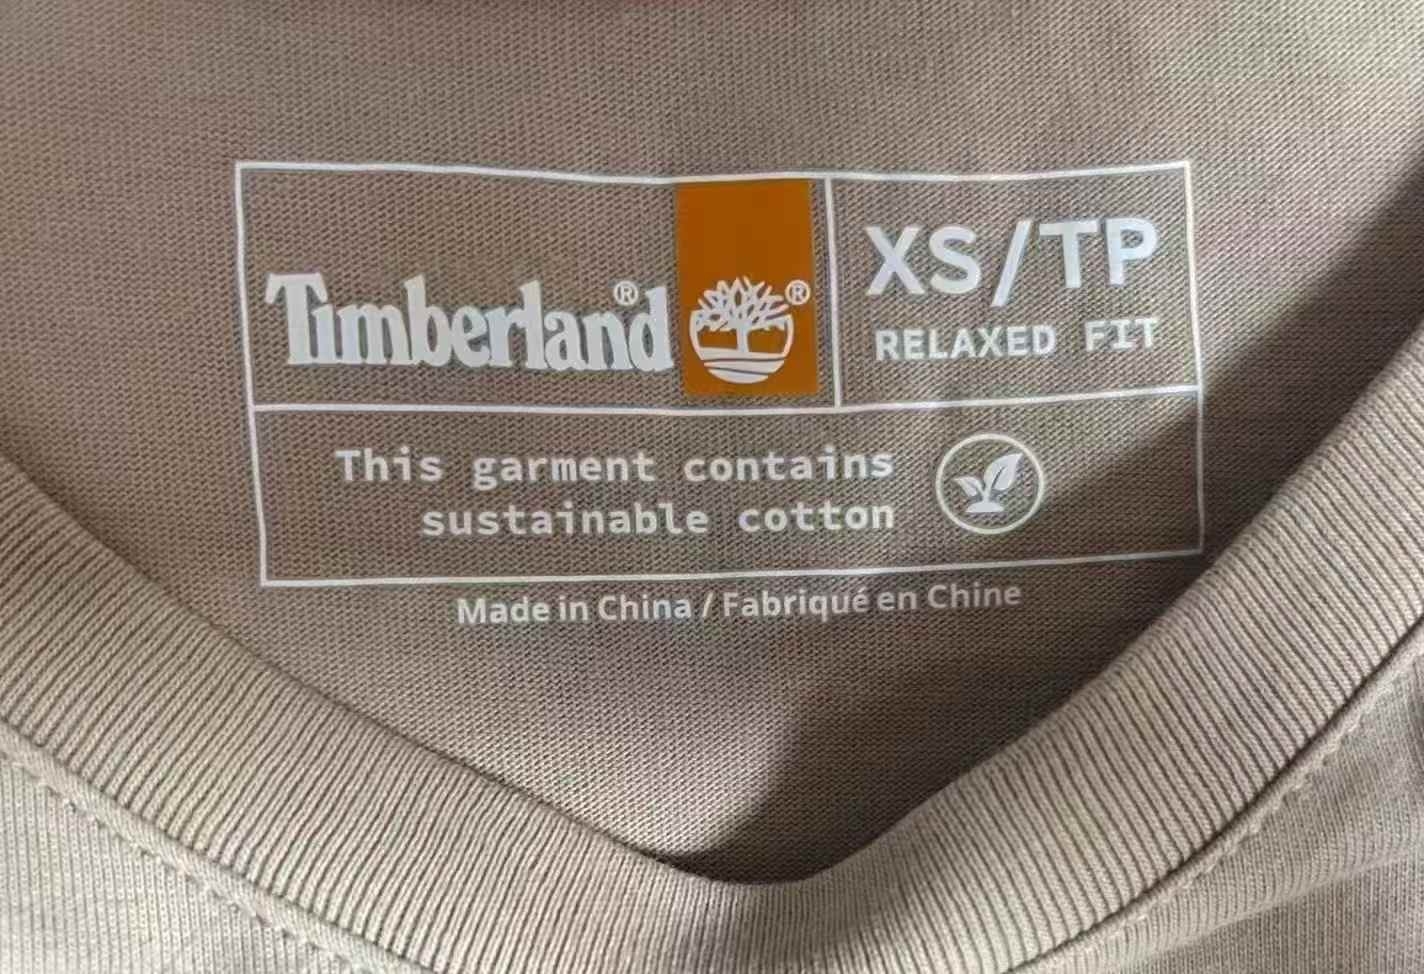 Timberland®
®
XS/TP
RELAXED FIT
This garment contains
sustainable cotton
Made in China / Fabriqué en Chine